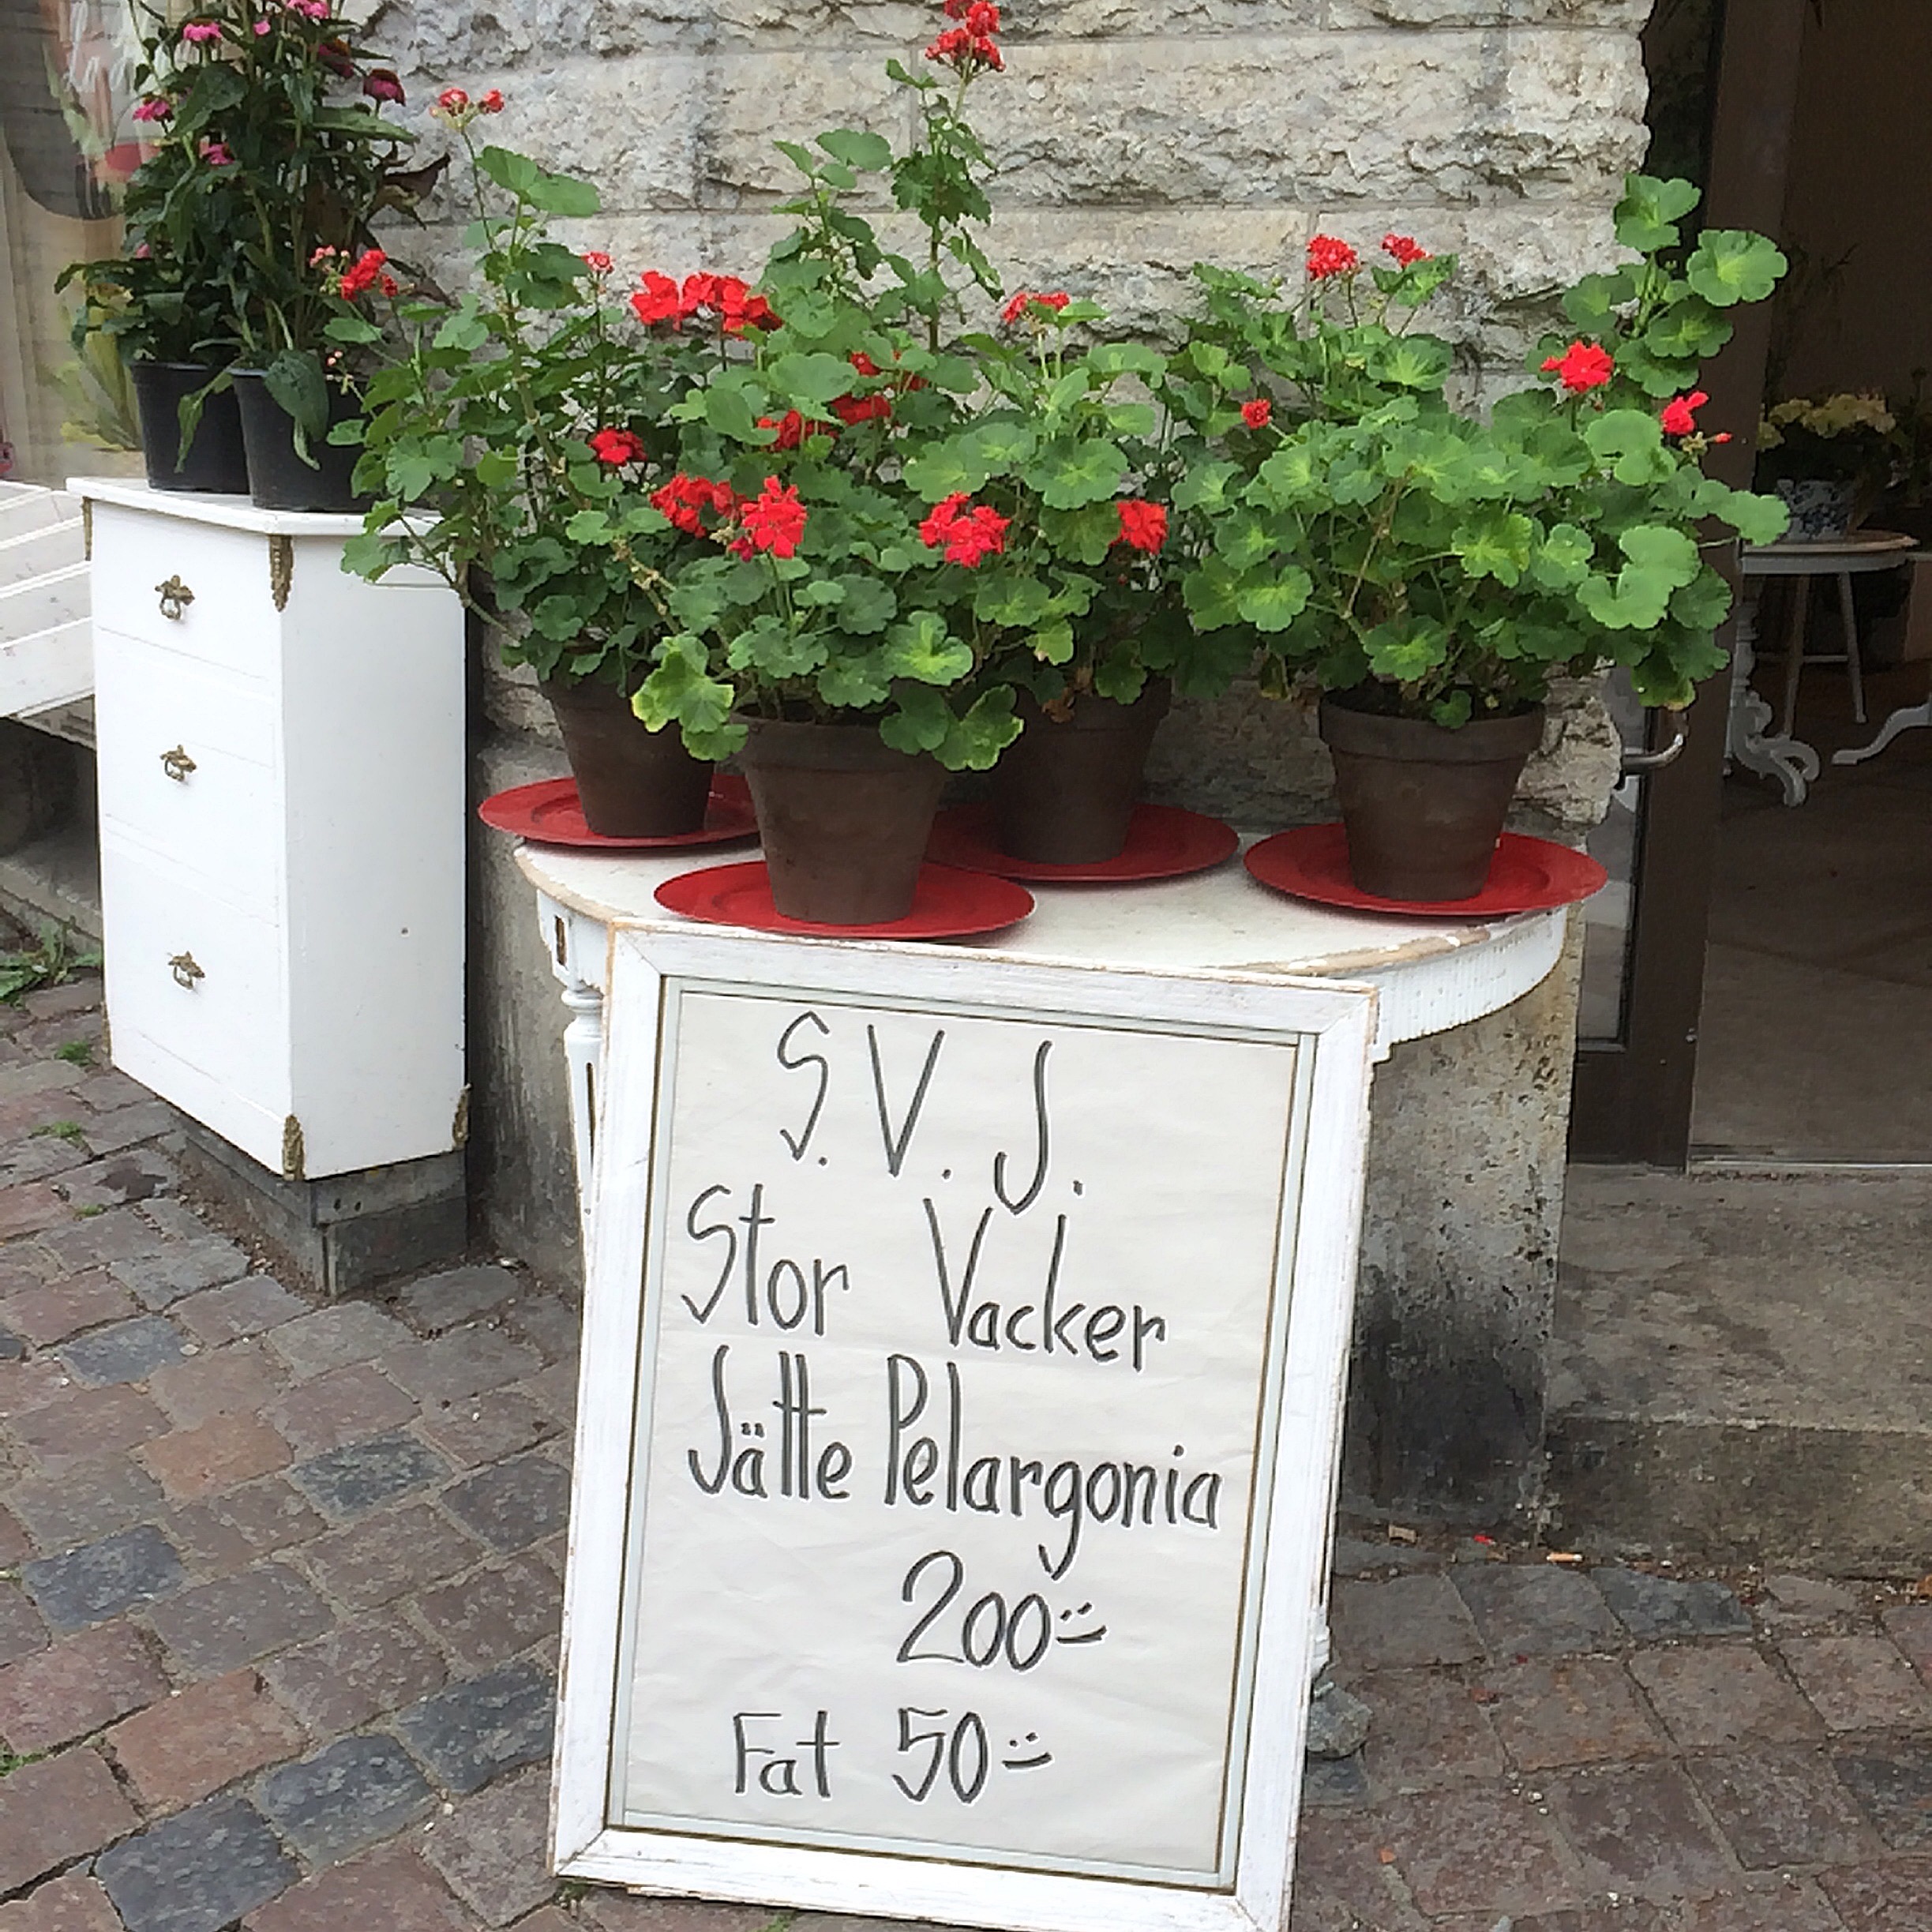 S.V.J.
Stor Vacker
Jätte Pelargonia
200:-
Fat 50:-